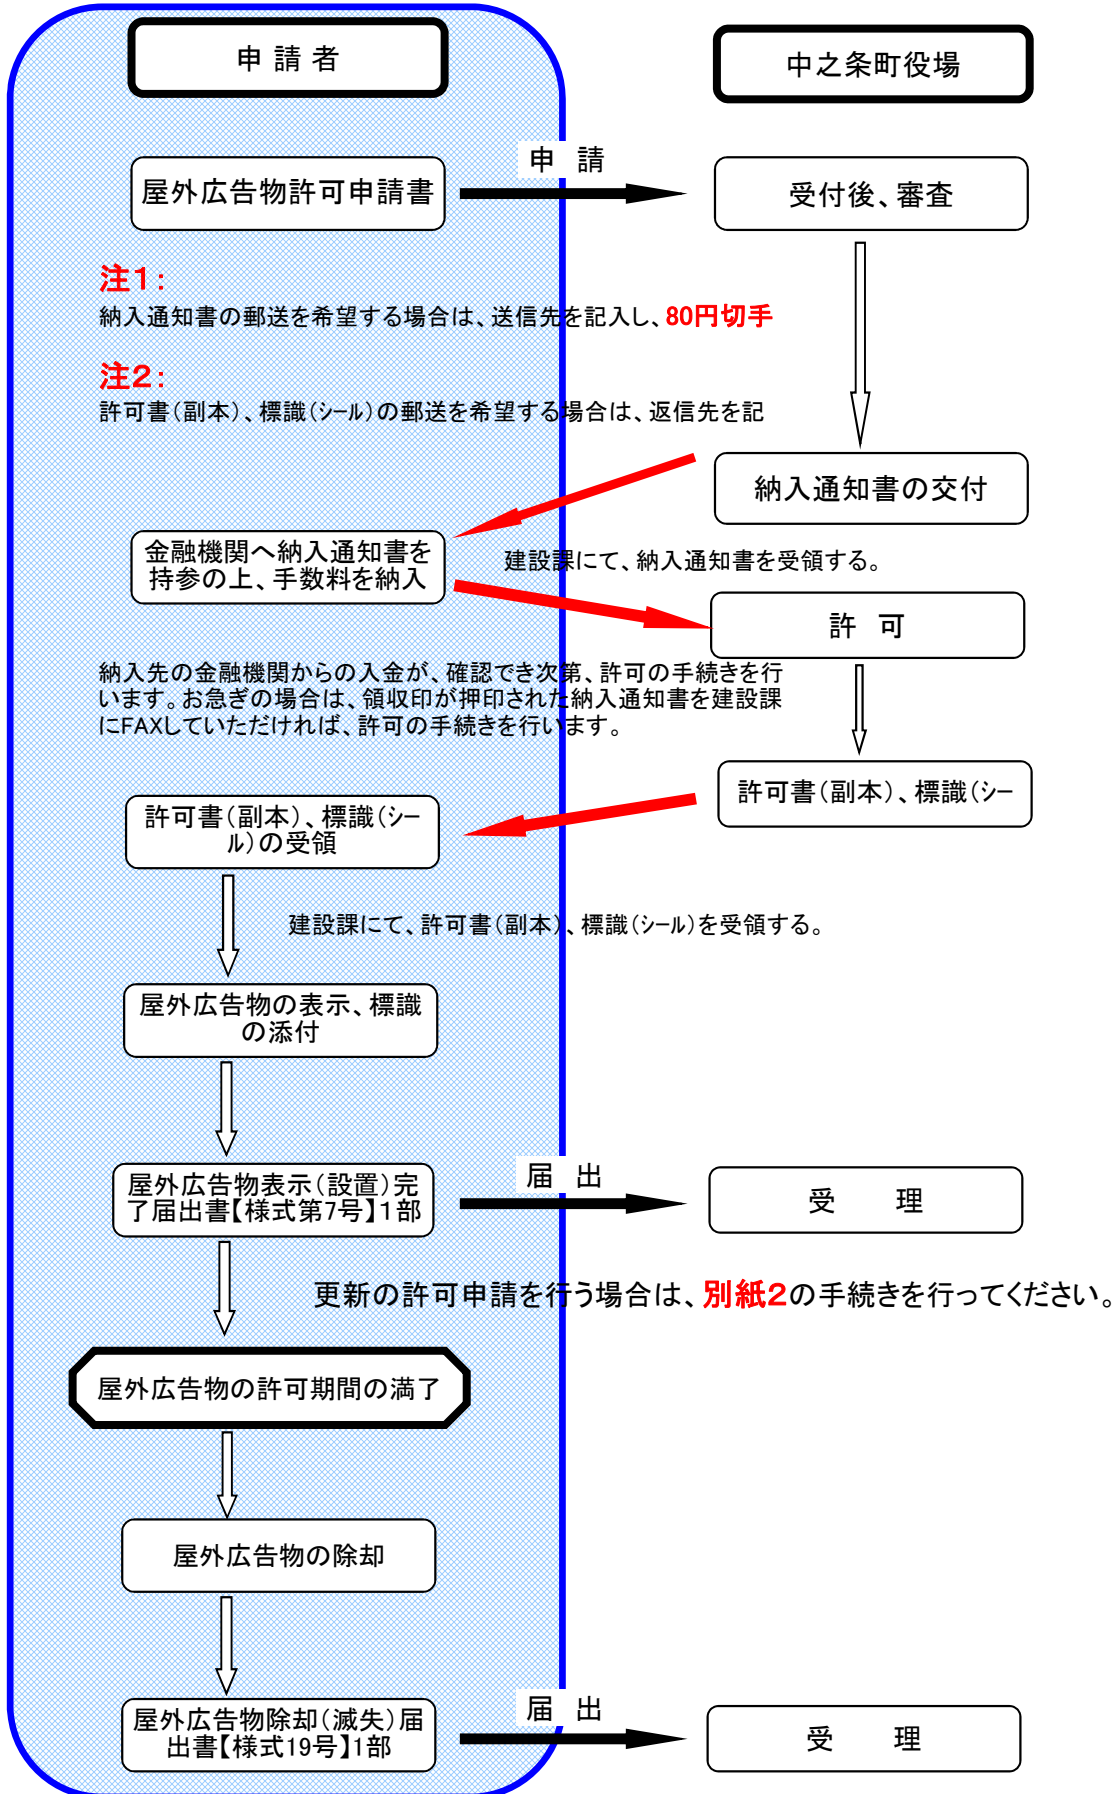 申 請 者
中之条町役場
申 請
屋外広告物許可申請書
受付後、審査
注1:
納入通知書の郵送を希望する場合は、送信先を記入し、80円切手
注2:
許可書(副本)、標識(シール)の郵送を希望する場合は、返信先を記
納入通知書の交付
金融機関へ納入通知書を
持参の上、手数料を納入
建設課にて、納入通知書を受領する。
許 可
納入先の金融機関からの入金が、確認でき次第、許可の手続きを行
います。お急ぎの場合は、領収印が押印された納入通知書を建設課
にFAXしていただければ、許可の手続きを行います。
許可書(副本)、標識(シー
許可書(副本)、標識(シー
ル)の受領
建設課にて、許可書(副本)、標識(シール)を受領する。
屋外広告物の表示、標識
の添付
届 出
屋外広告物表示(設置)完
了届出書【様式第7号】1部
受 理
更新の許可申請を行う場合は、別紙2の手続きを行ってください。
屋外広告物の許可期間の満了
屋外広告物の除却
届 出
屋外広告物除却(滅失)届
出書【様式19号】1部
受 理